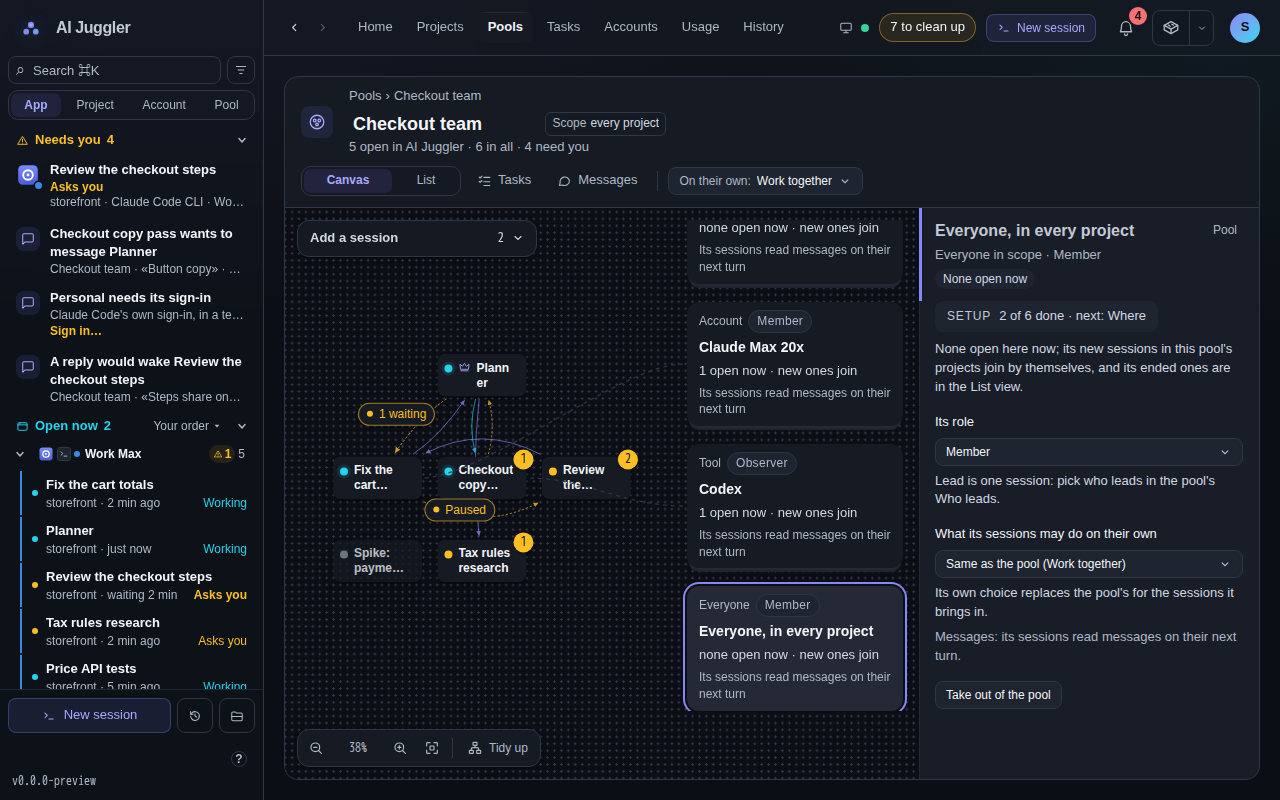 AI Juggler
Search ⌘K
App Project Account Pool
Needs you 4
Review the checkout steps
Asks you
storefront · Claude Code CLI · Wo…
Checkout copy pass wants to
message Planner
Checkout team · «Button copy» · …
Personal needs its sign-in
Claude Code's own sign-in, in a te…
Sign in…
A reply would wake Review the
checkout steps
Checkout team · «Steps share on…
Open now 2 Your order
Work Max 1 5
Fix the cart totals
storefront · 2 min ago Working
Planner
storefront · just now Working
Review the checkout steps
storefront · waiting 2 min Asks you
Tax rules research
storefront · 2 min ago Asks you
Price API tests
storefront · 5 min ago Working
New session
?
v0.0.0-preview
Home Projects Pools Tasks Accounts Usage History
7 to clean up
New session
4
S
Pools › Checkout team
Checkout team
Scope every project
5 open in AI Juggler · 6 in all · 4 need you
Canvas List Tasks Messages
On their own: Work together
Add a session 2
Planner
1 waiting
Fix the cart…
Checkout copy… 1
Review the… 2
Paused
Spike: payme…
Tax rules research 1
none open now · new ones join
Its sessions read messages on their
next turn
Account Member
Claude Max 20x
1 open now · new ones join
Its sessions read messages on their
next turn
Tool Observer
Codex
1 open now · new ones join
Its sessions read messages on their
next turn
Everyone Member
Everyone, in every project
none open now · new ones join
Its sessions read messages on their
next turn
38%
Tidy up
Everyone, in every project Pool
Everyone in scope · Member
None open now
SETUP 2 of 6 done · next: Where
None open here now; its new sessions in this pool's
projects join by themselves, and its ended ones are
in the List view.
Its role
Member
Lead is one session: pick who leads in the pool's
Who leads.
What its sessions may do on their own
Same as the pool (Work together)
Its own choice replaces the pool's for the sessions it
brings in.
Messages: its sessions read messages on their next
turn.
Take out of the pool